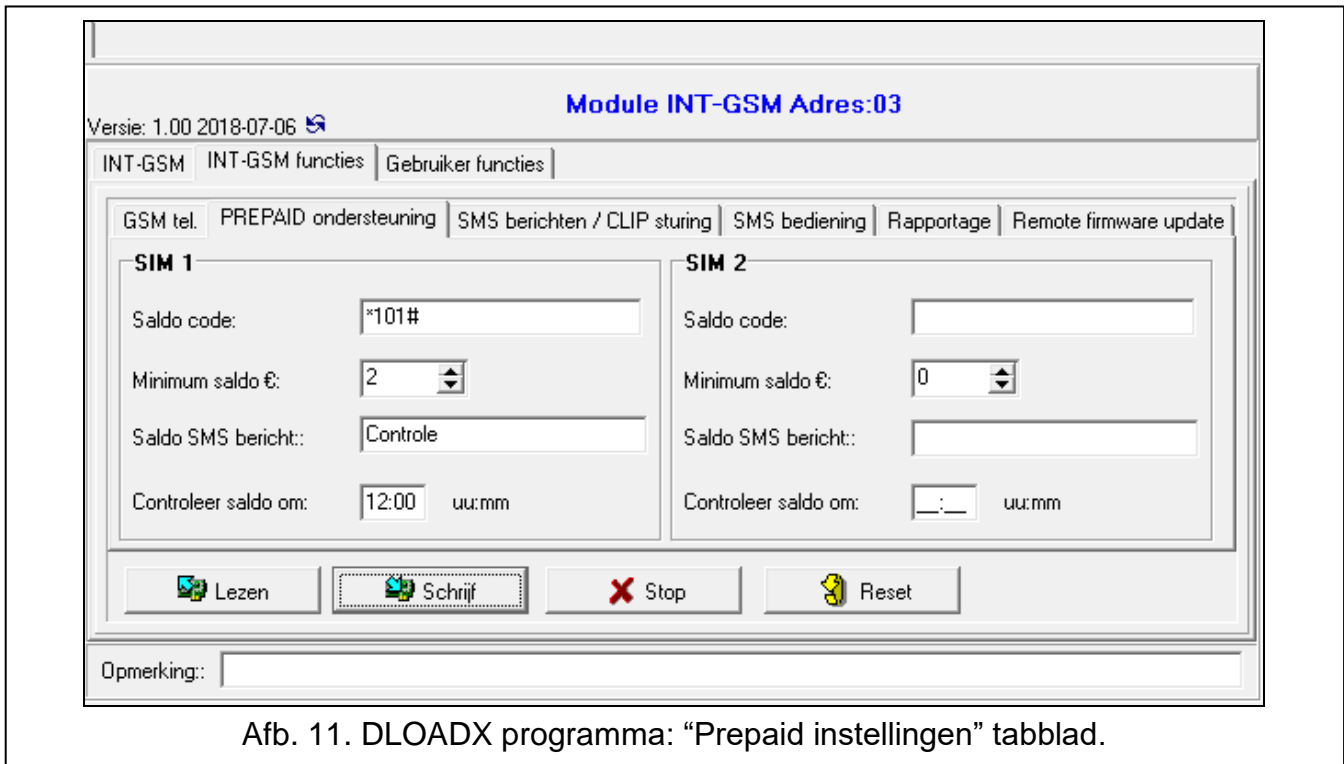 Module INT-GSM Adres:03
Versie: 1.00 2018-07-06
INT-GSM INT-GSM functies Gebruiker functies
GSM tel. PREPAID ondersteuning SMS berichten / CLIP sturing SMS bediening Rapportage Remote firmware update
SIM 1
Saldo code: *101#
Minimum saldo €: 2
Saldo SMS bericht:: Controle
Controleer saldo om: 12:00 uu:mm
SIM 2
Saldo code:
Minimum saldo €: 0
Saldo SMS bericht::
Controleer saldo om: __:__ uu:mm
Lezen Schrijf Stop Reset
Opmerking::
Afb. 11. DLOADX programma: “Prepaid instellingen” tabblad.